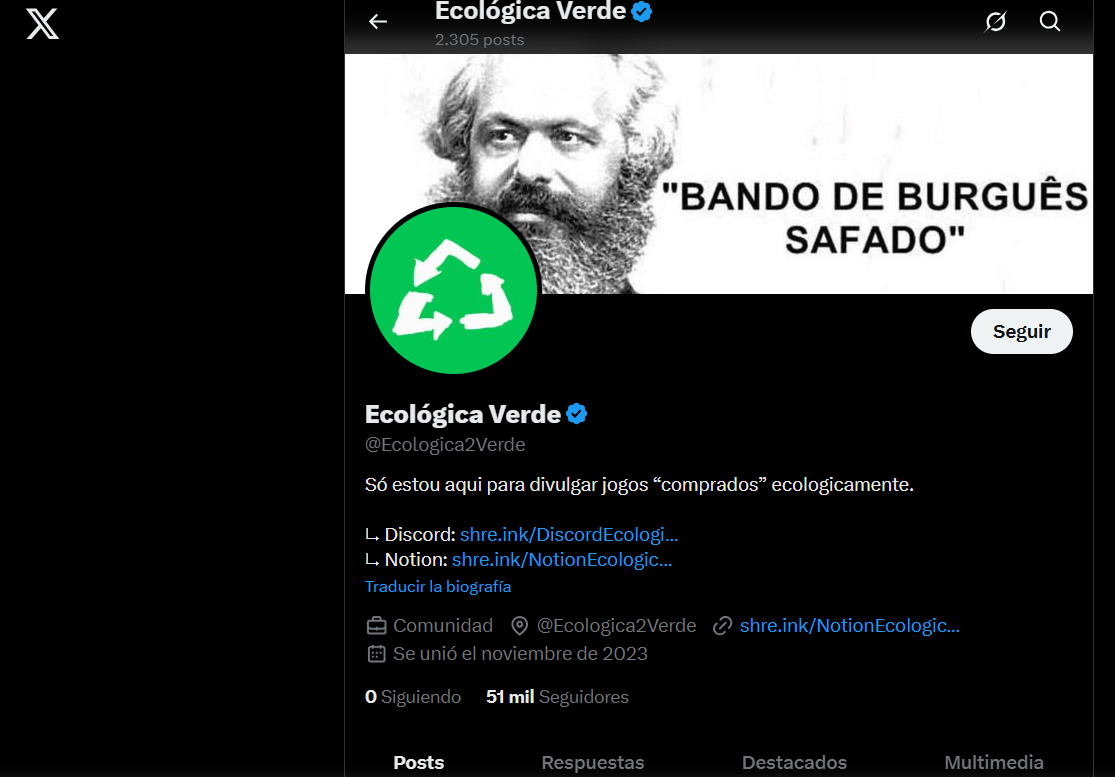 Ecológica Verde
2.305 posts
"BANDO DE BURGUÊS
SAFADO"
Seguir
Ecológica Verde
@Ecologica2Verde
Só estou aqui para divulgar jogos “comprados” ecologicamente.
↳ Discord: shre.ink/DiscordEcologi...
↳ Notion: shre.ink/NotionEcologic...
Traducir la biografía
Comunidad @Ecologica2Verde shre.ink/NotionEcologic...
Se unió el noviembre de 2023
0 Siguiendo 51 mil Seguidores
Posts Respuestas Destacados Multimedia